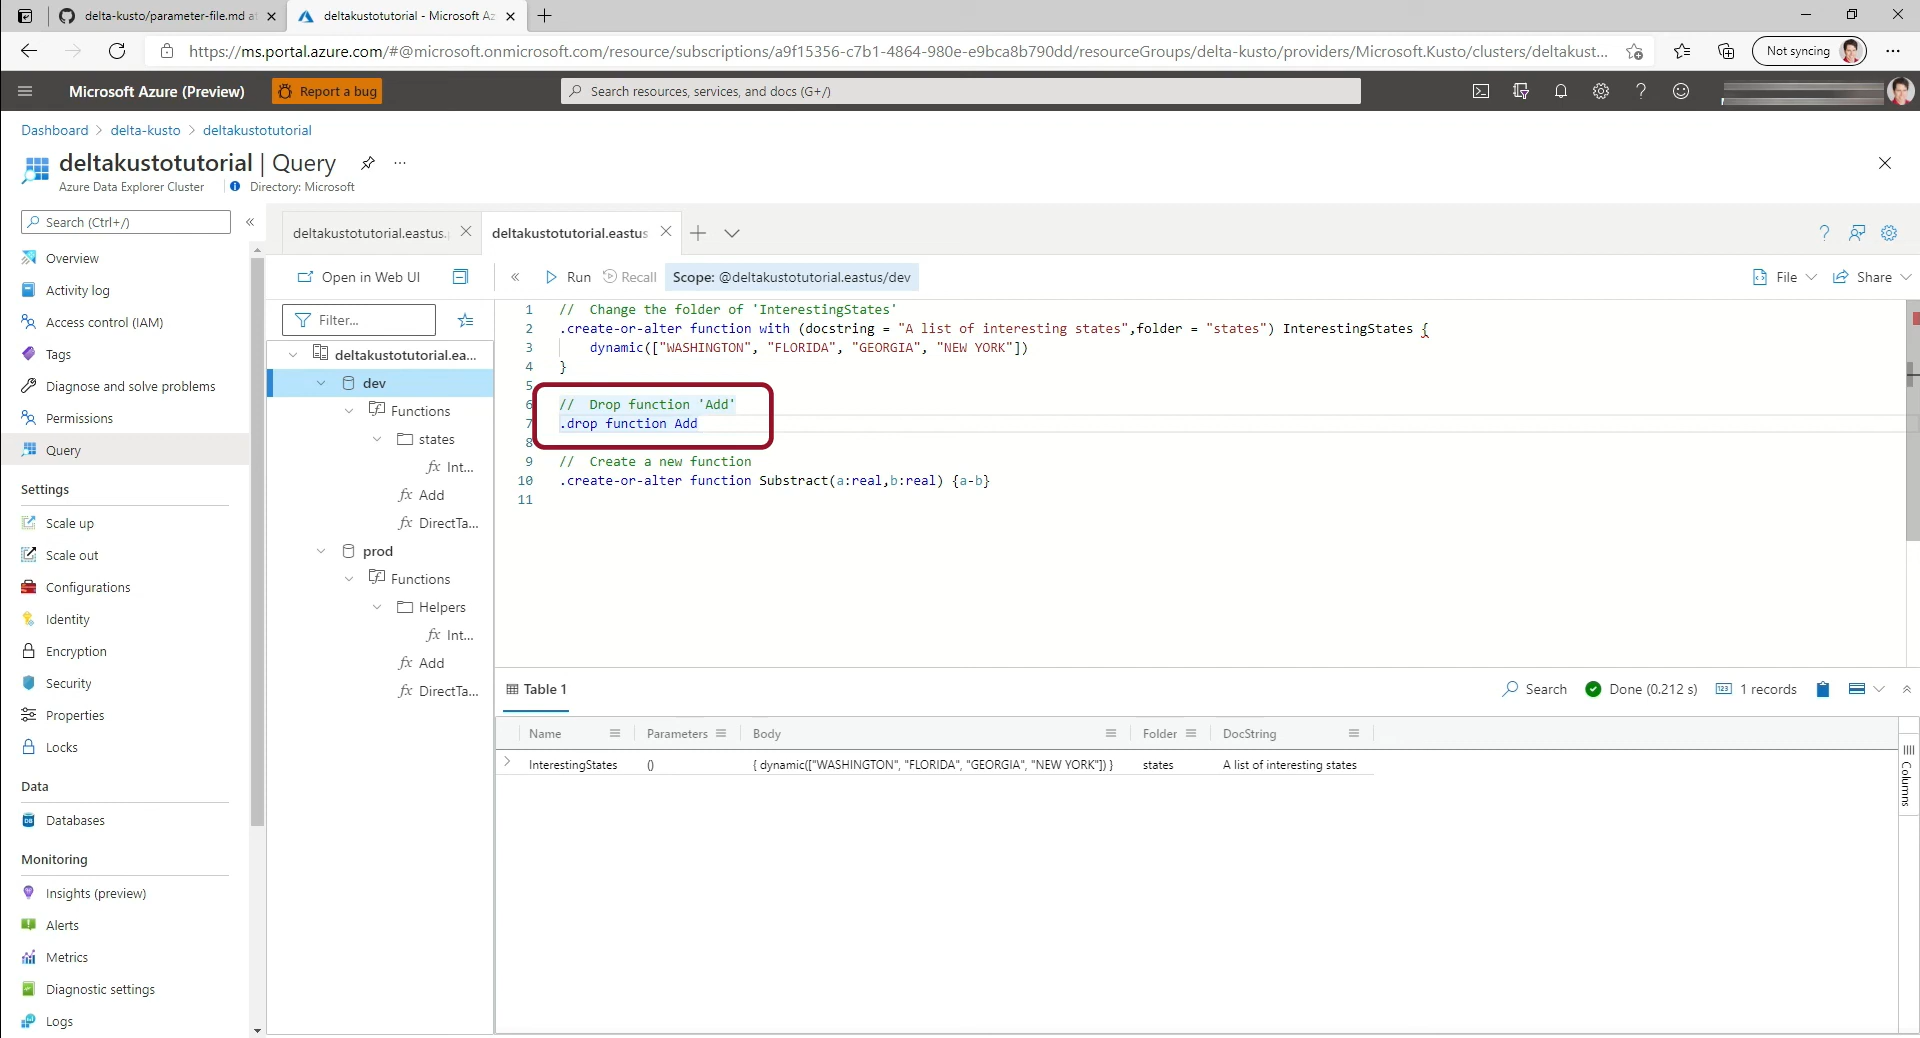 delta-kusto/parameter-file.md at
deltakustotutorial - Microsoft Az
https://ms.portal.azure.com/#@microsoft.onmicrosoft.com/resource/subscriptions/a9f15356-c7b1-4864-980e-e9bca8b790dd/resourceGroups/delta-kusto/providers/Microsoft.Kusto/clusters/deltakust...
Not syncing
Microsoft Azure (Preview)
Report a bug
Search resources, services, and docs (G+/)
Dashboard > delta-kusto > deltakustotutorial
deltakustotutorial | Query
Azure Data Explorer Cluster
Directory: Microsoft
Search (Ctrl+/)
Overview
Activity log
Access control (IAM)
Tags
Diagnose and solve problems
Permissions
Query
Settings
Scale up
Scale out
Configurations
Identity
Encryption
Security
Properties
Locks
Data
Databases
Monitoring
Insights (preview)
Alerts
Metrics
Diagnostic settings
Logs
deltakustotutorial.eastus.
deltakustotutorial.eastus
Open in Web UI
Run
Recall
Scope: @deltakustotutorial.eastus/dev
File
Share
Filter...
deltakustotutorial.ea...
dev
Functions
states
fx Int...
fx Add
fx DirectTa...
prod
Functions
Helpers
fx Int...
fx Add
fx DirectTa...
1 // Change the folder of 'InterestingStates'
2 .create-or-alter function with (docstring = "A list of interesting states",folder = "states") InterestingStates {
3 dynamic(["WASHINGTON", "FLORIDA", "GEORGIA", "NEW YORK"])
4 }
5
6 // Drop function 'Add'
7 .drop function Add
8
9 // Create a new function
10 .create-or-alter function Substract(a:real,b:real) {a-b}
11
Table 1
Search
Done (0.212 s)
1 records
Name Parameters Body Folder DocString
InterestingStates () { dynamic(["WASHINGTON", "FLORIDA", "GEORGIA", "NEW YORK"]) } states A list of interesting states
Columns